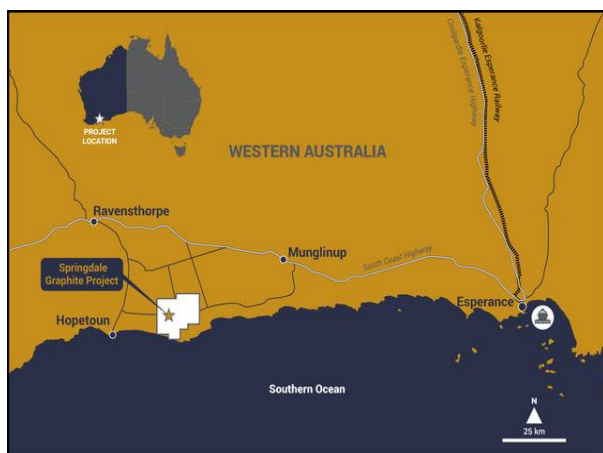 PROJECT
LOCATION
WESTERN AUSTRALIA
Coolgardie Esperance Highway
Kalgoorlie Esperance Railway
Ravensthorpe
Munglinup
South Coast Highway
Springdale
Graphite Project
Esperance
Hopetoun
Southern Ocean
N
25 km